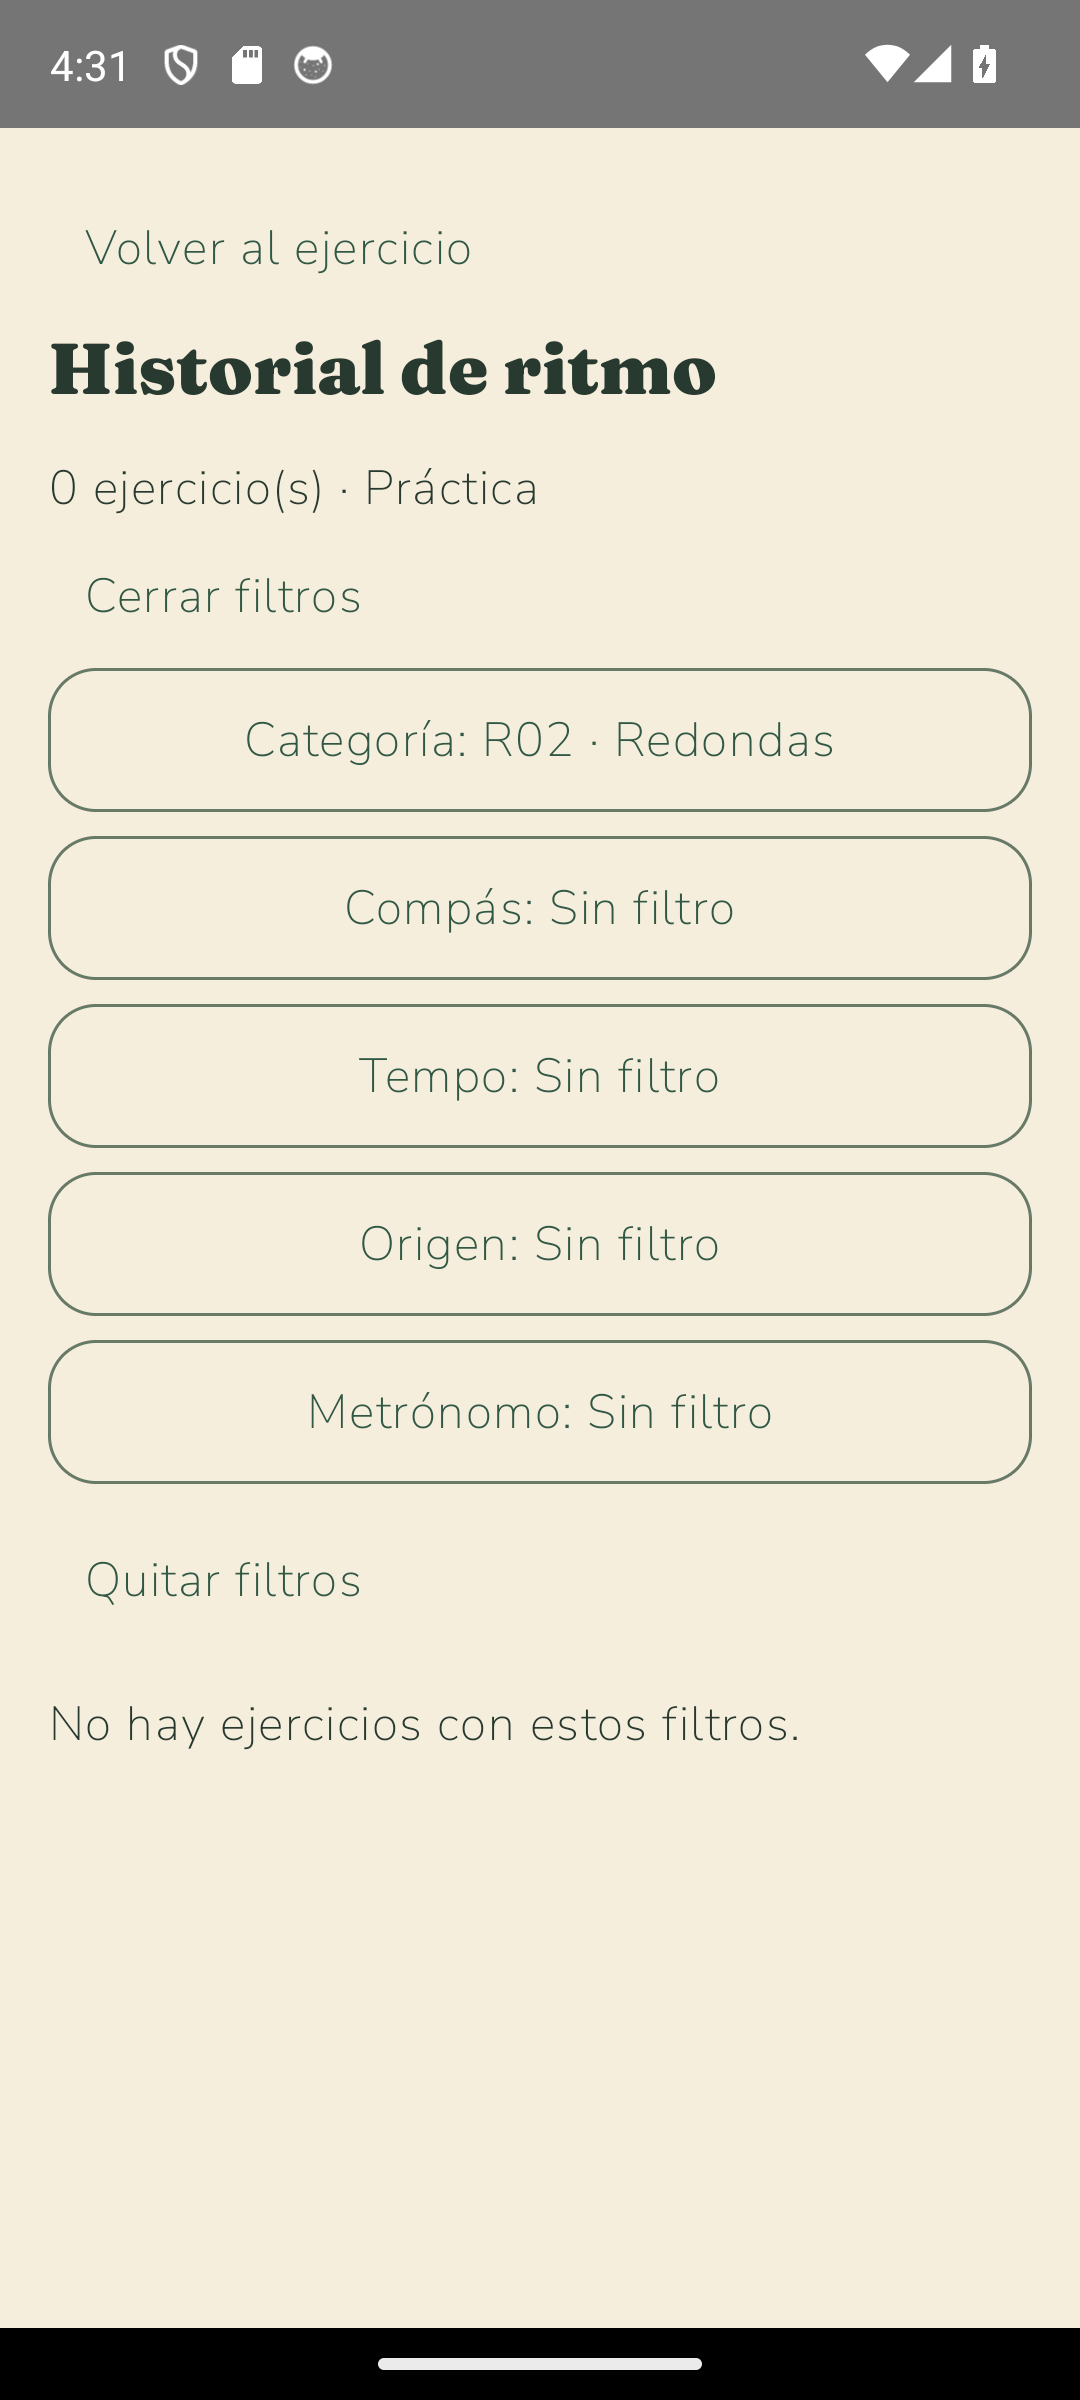 4:31
Volver al ejercicio
Historial de ritmo
0 ejercicio(s) · Práctica
Cerrar filtros
Categoría: R02 · Redondas
Compás: Sin filtro
Tempo: Sin filtro
Origen: Sin filtro
Metrónomo: Sin filtro
Quitar filtros
No hay ejercicios con estos filtros.